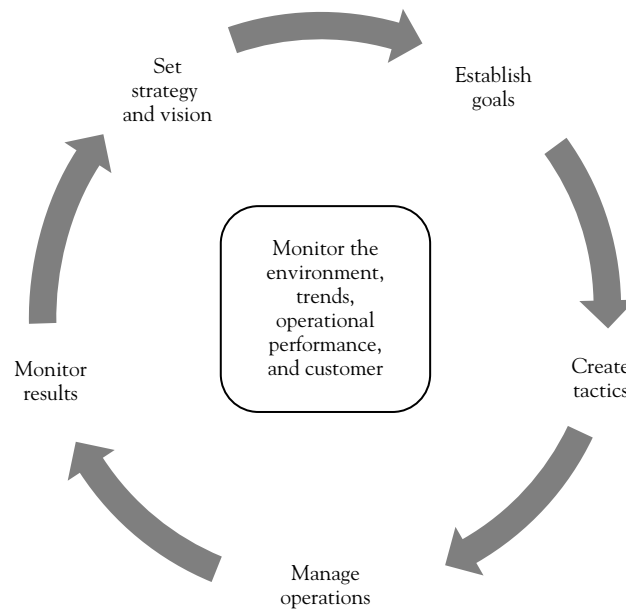 Set
strategy
and vision
Establish
goals
Monitor the
environment,
trends,
operational
performance,
and customer
Create
tactics
Monitor
results
Manage
operations